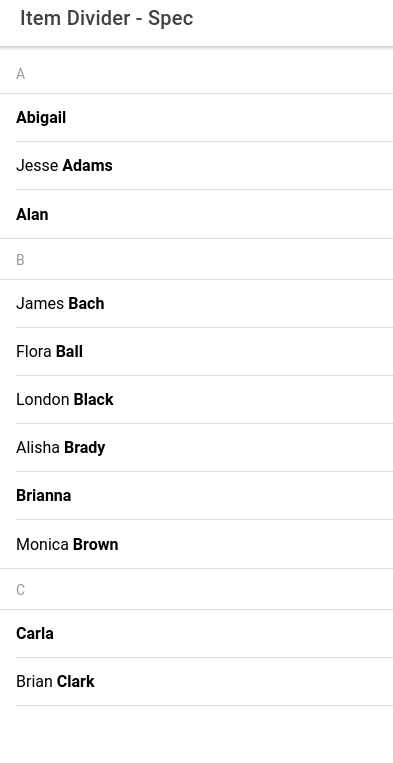 Item Divider - Spec
A
Abigail
Jesse Adams
Alan
B
James Bach
Flora Ball
London Black
Alisha Brady
Brianna
Monica Brown
C
Carla
Brian Clark